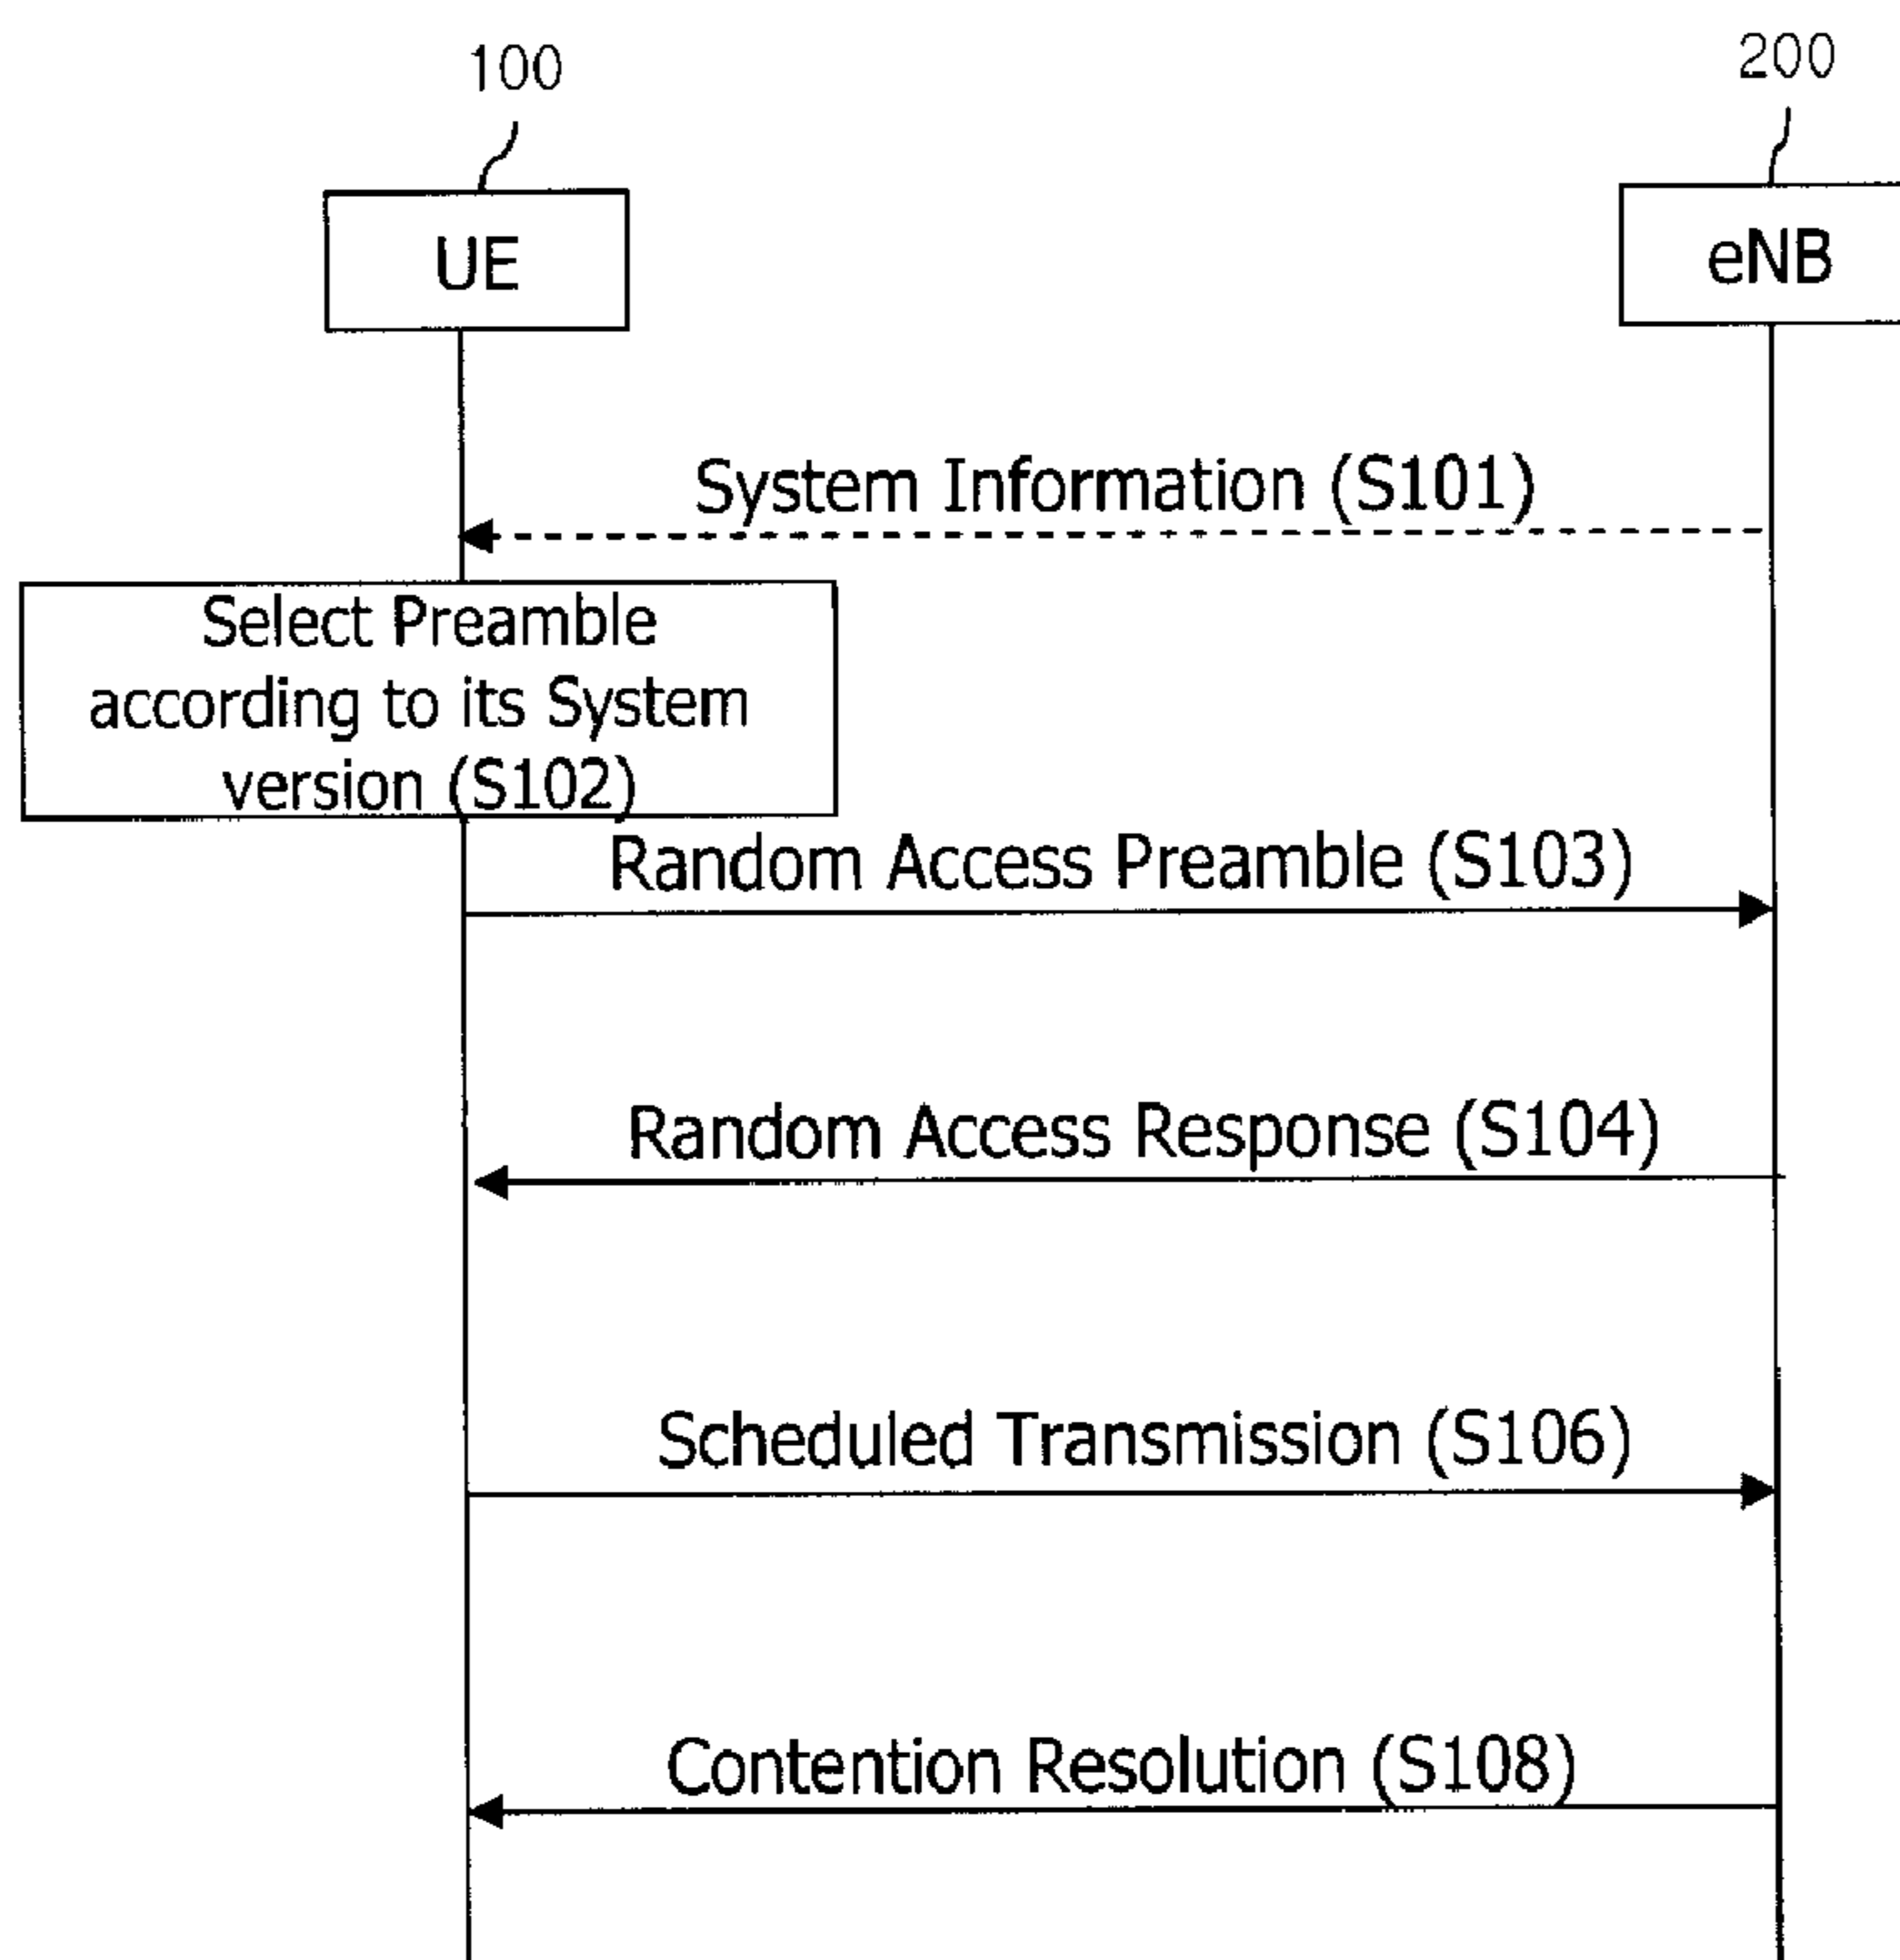 100
200
UE
eNB
System Information (S101)
Select Preamble
according to its System
version (S102)
Random Access Preamble (S103)
Random Access Response (S104)
Scheduled Transmission (S106)
Contention Resolution (S108)